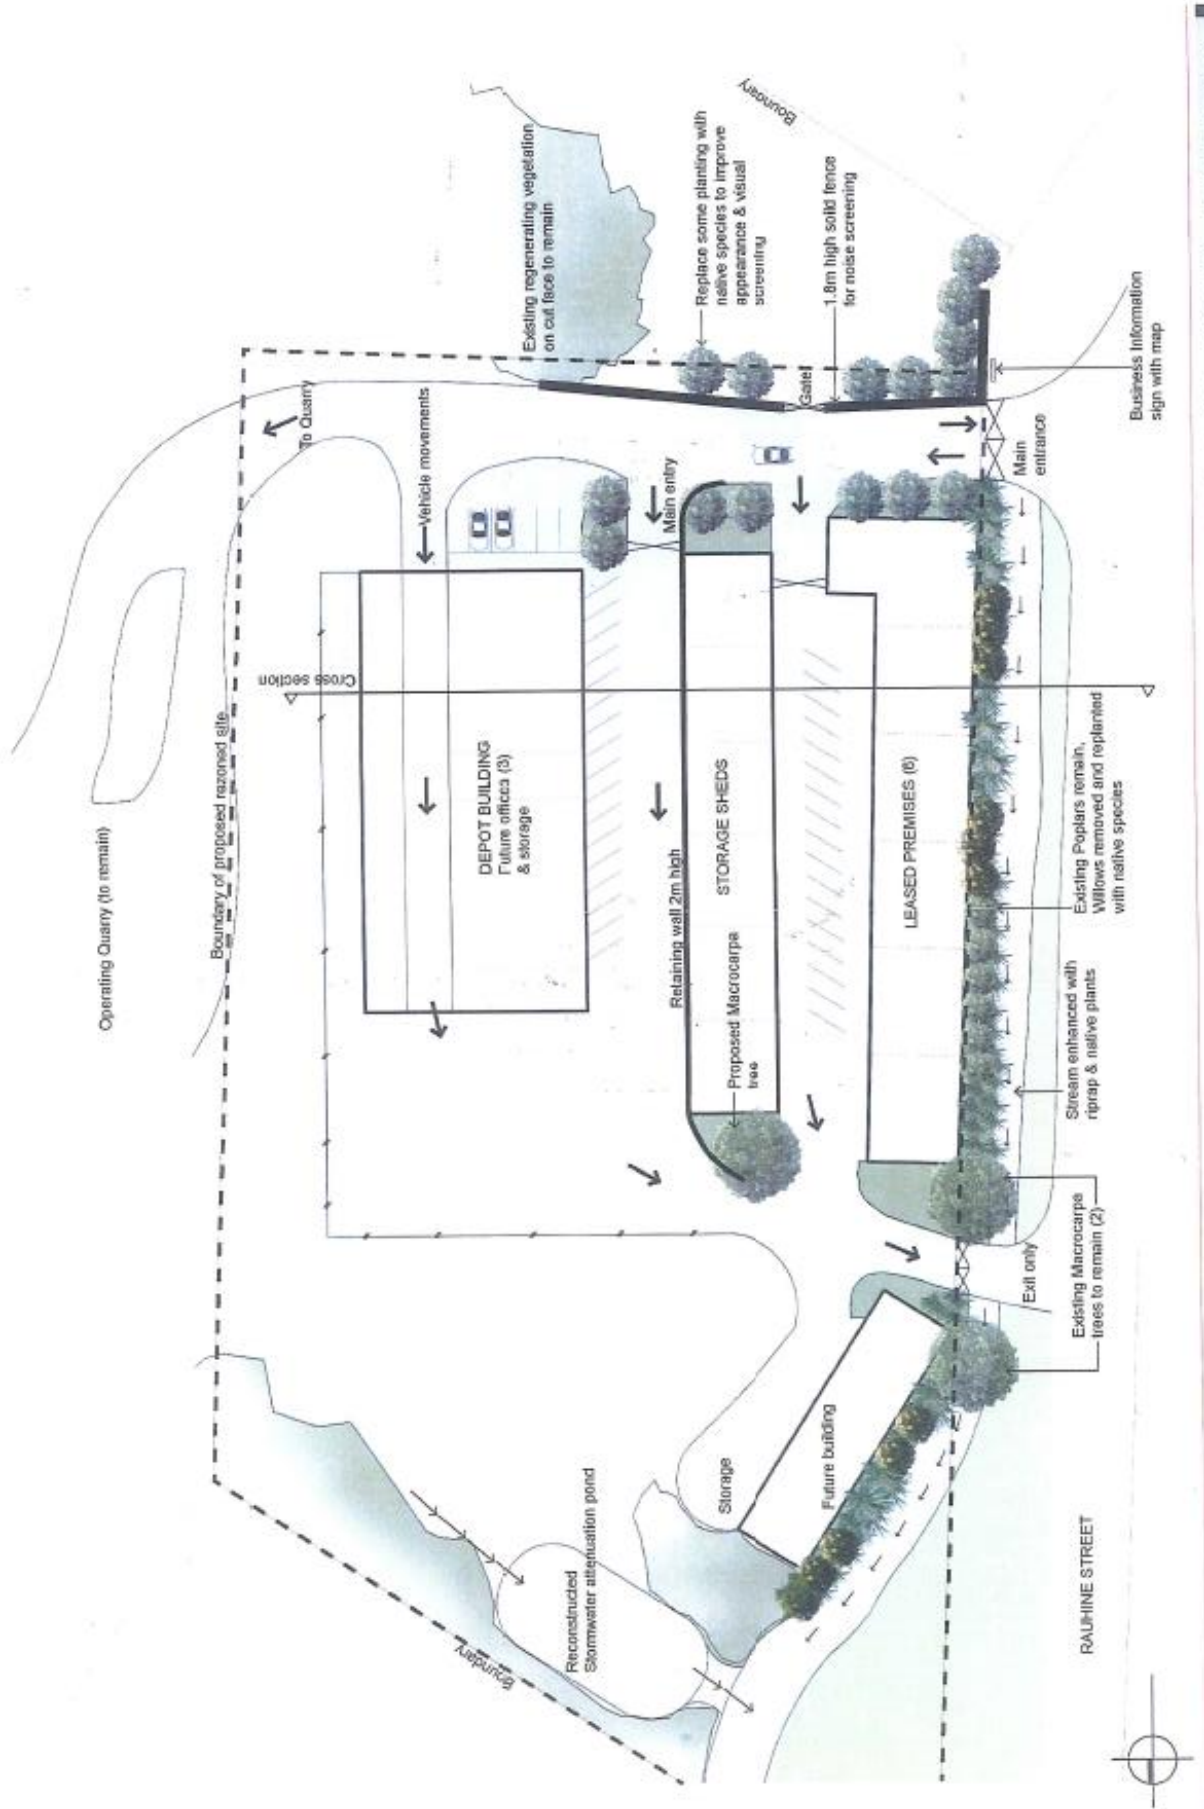 Operating Quarry (to remain)
Boundary of proposed rezoned site
To Quarry
Cross section
Vehicle movements
DEPOT BUILDING
Future offices (3)
& storage
Existing regenerating vegetation
on cut face to remain
Main entry
Retaining wall 2m high
Replace some planting with
native species to improve
appearance & visual
screening
Boundary
STORAGE SHEDS
Proposed Macrocarpa
tree
Gate
1.8m high solid fence
for noise screening
LEASED PREMISES (6)
Boundary
Reconstructed
Stormwater attenuation pond
Storage
Future building
Exit only
Main
entrance
Existing Macrocarpa
trees to remain (2)
Stream enhanced with
riprap & native plants
Existing Poplars remain,
Willows removed and replanted
with native species
Business Information
sign with map
RAUHINE STREET